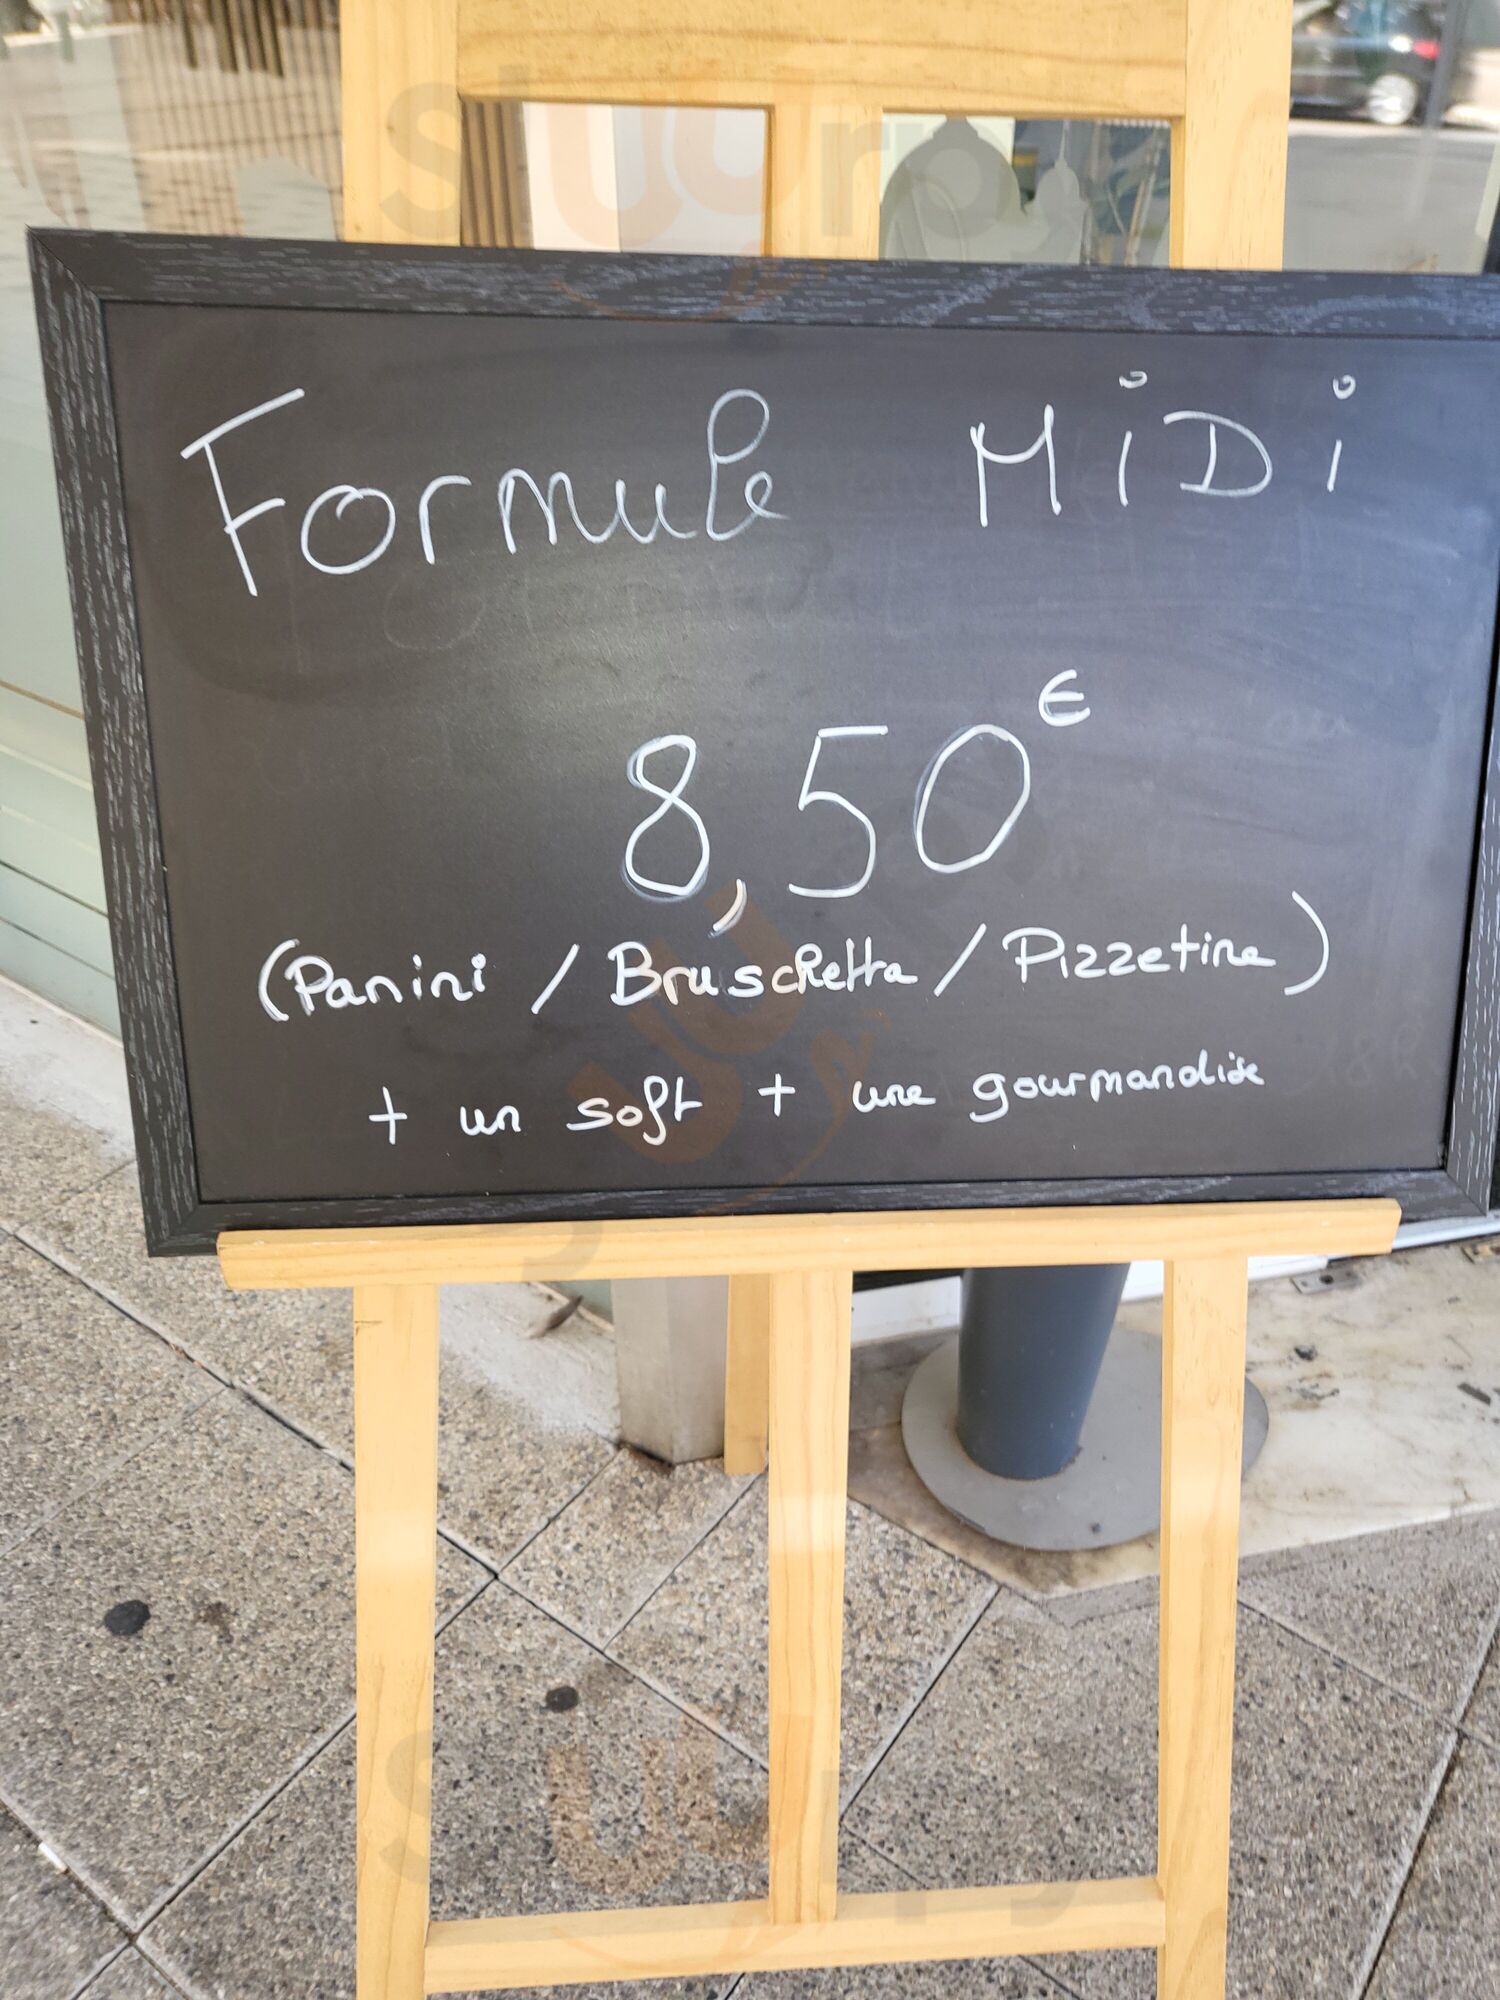 Formule MiDi
8,50€
(Panini / Bruschetta / Pizzetine)
+ un soft + une gourmandise